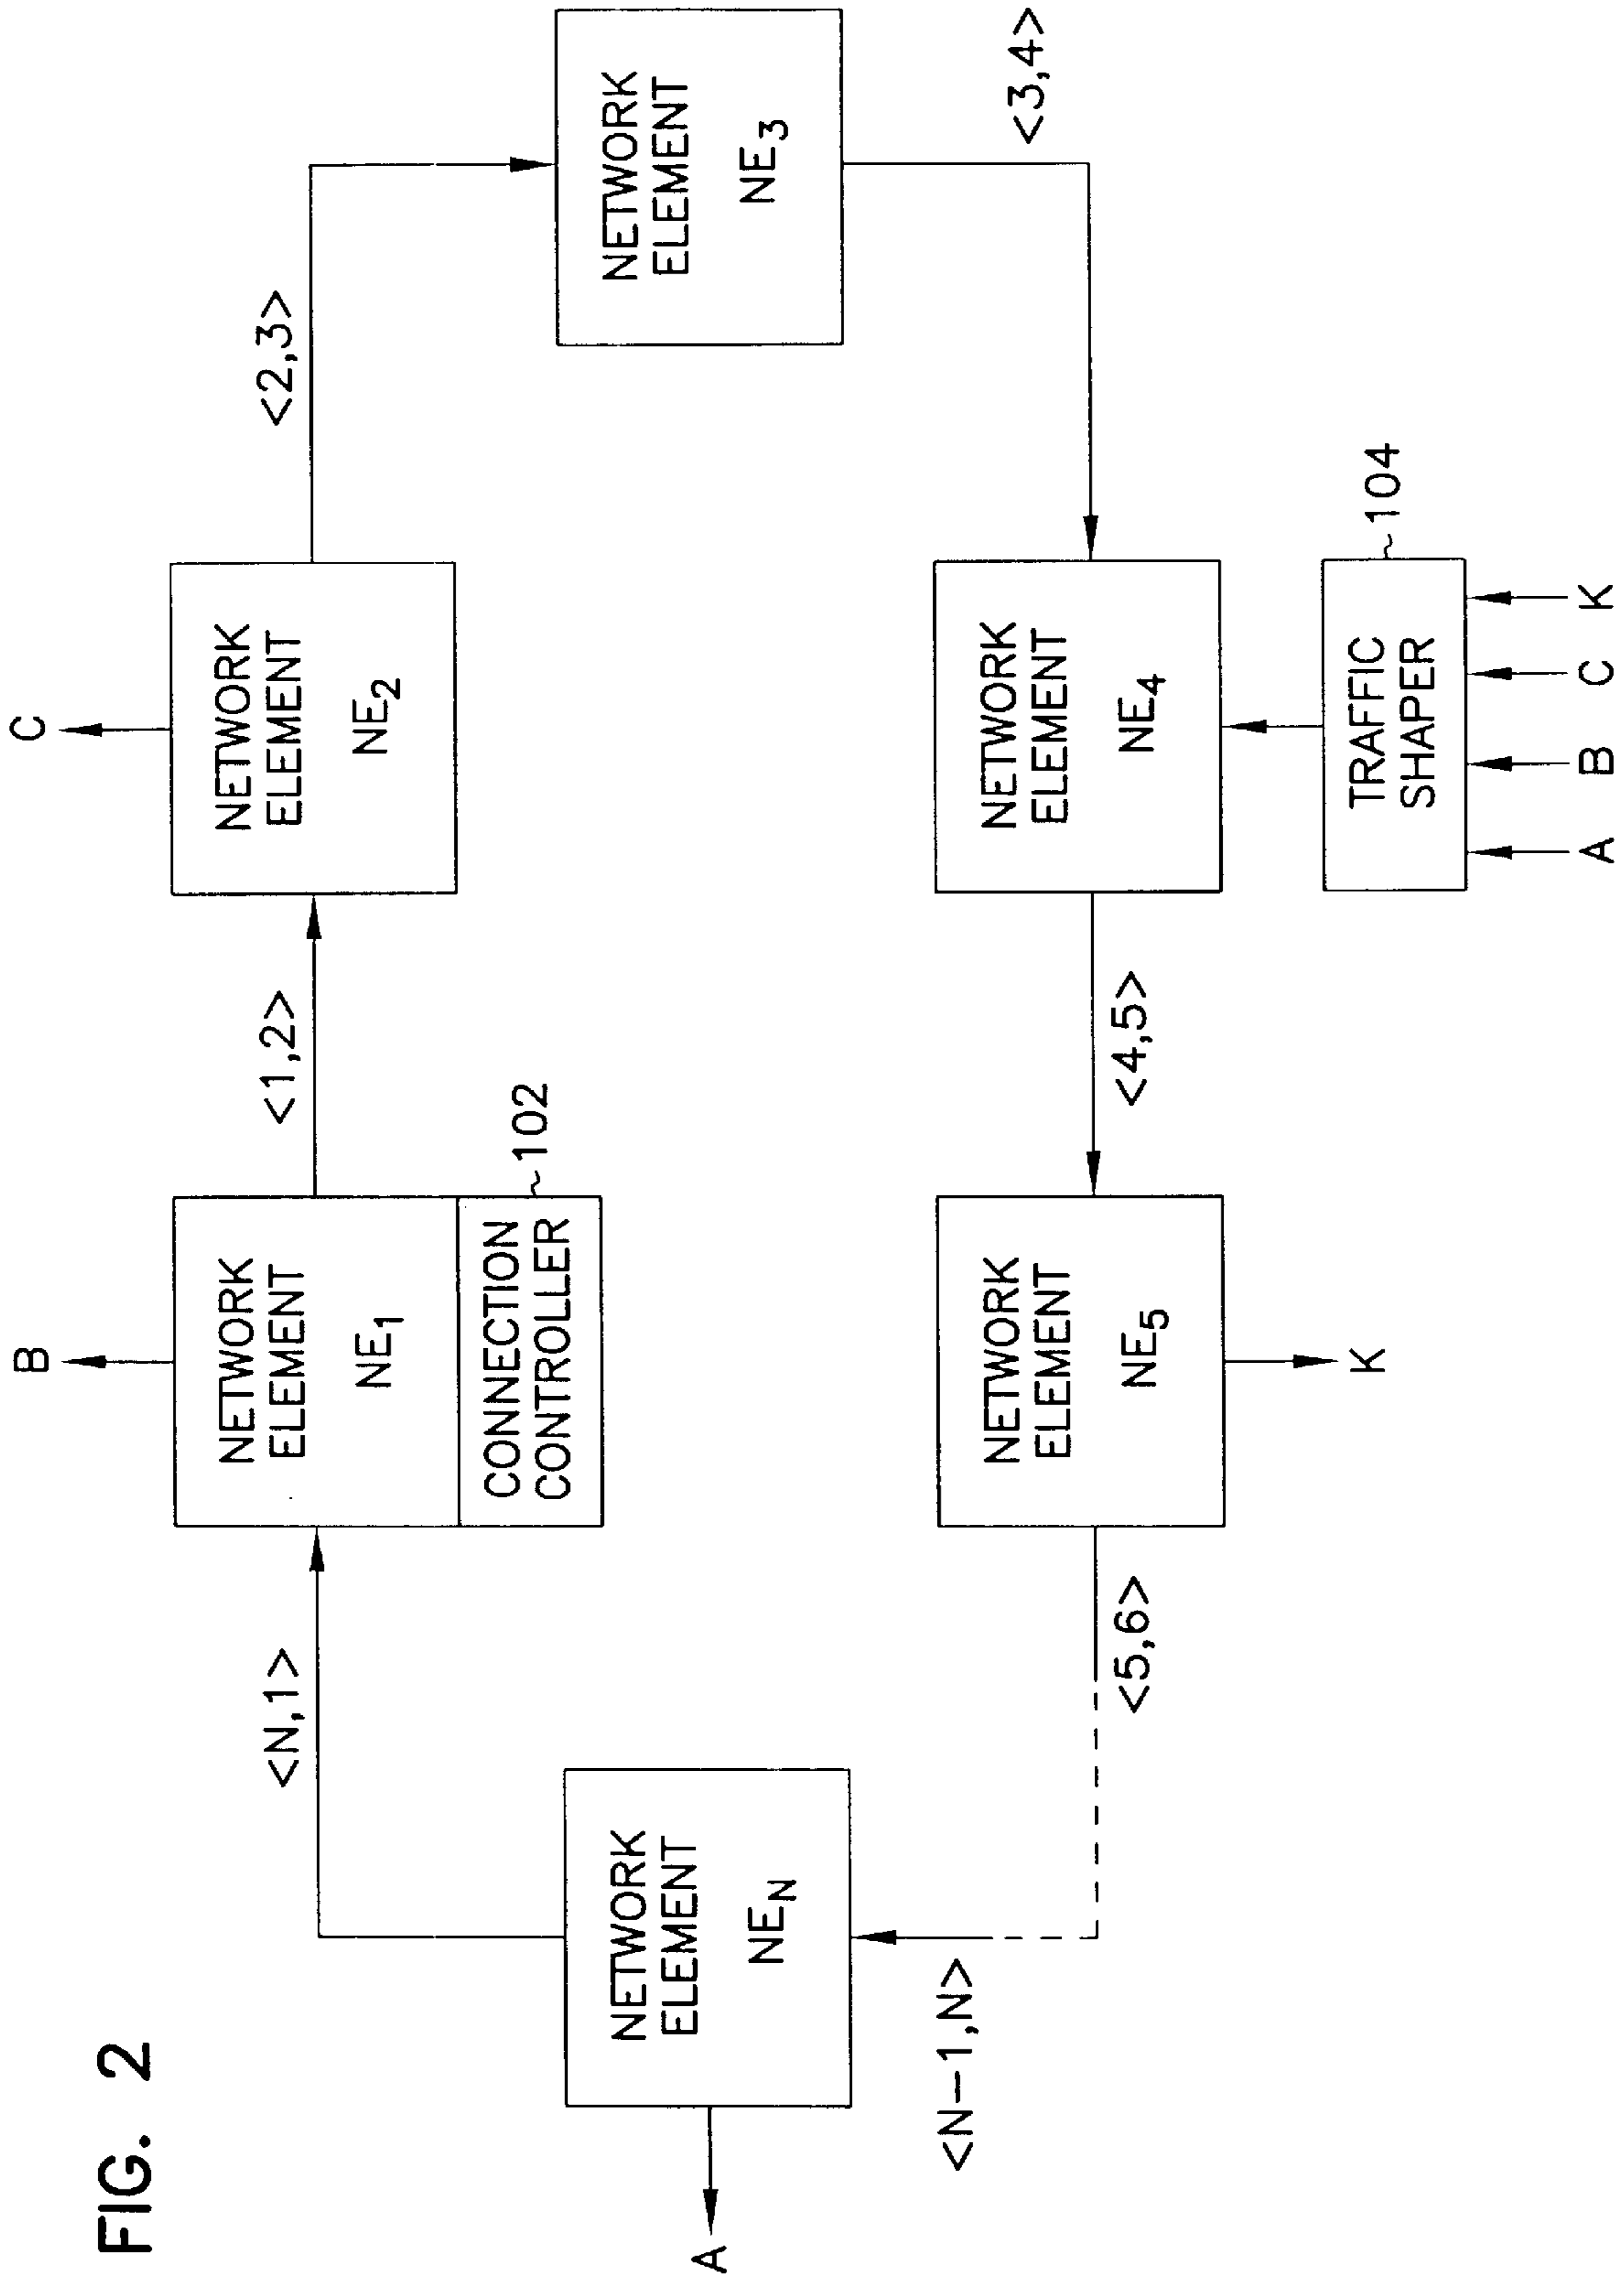 FIG. 2
B
C
<N,1>
<1,2>
<2,3>
NETWORK
ELEMENT
NE1
CONNECTION
CONTROLLER
102
NETWORK
ELEMENT
NE2
A
NETWORK
ELEMENT
NEN
NETWORK
ELEMENT
NE3
<N-1,N>
<5,6>
<4,5>
<3,4>
NETWORK
ELEMENT
NE5
K
NETWORK
ELEMENT
NE4
TRAFFIC
SHAPER
104
A B C K